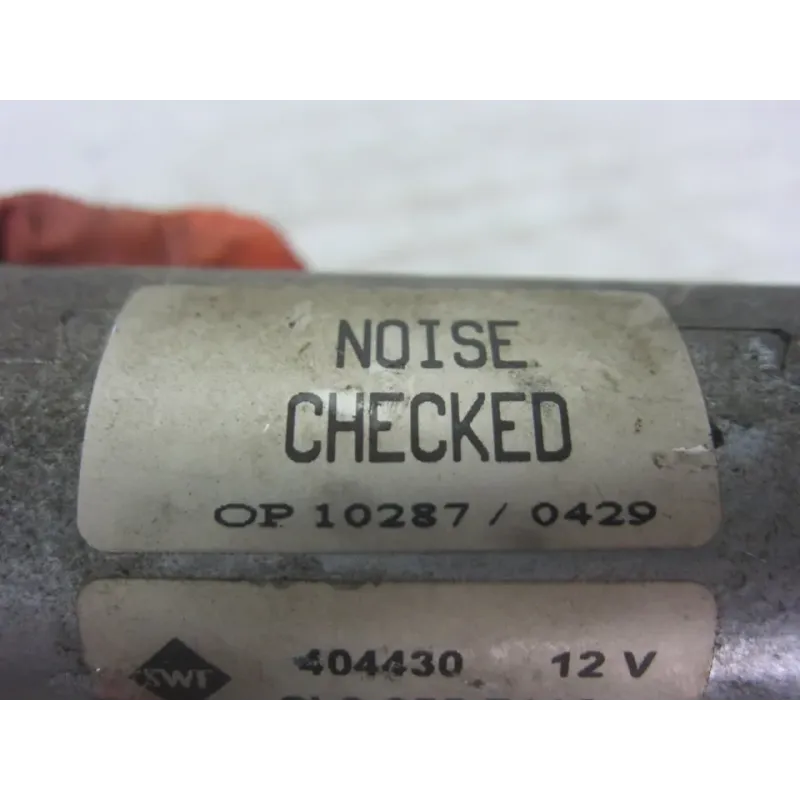 NOISE
CHECKED
OP 10287 / 0429
SWF 404430 12 V